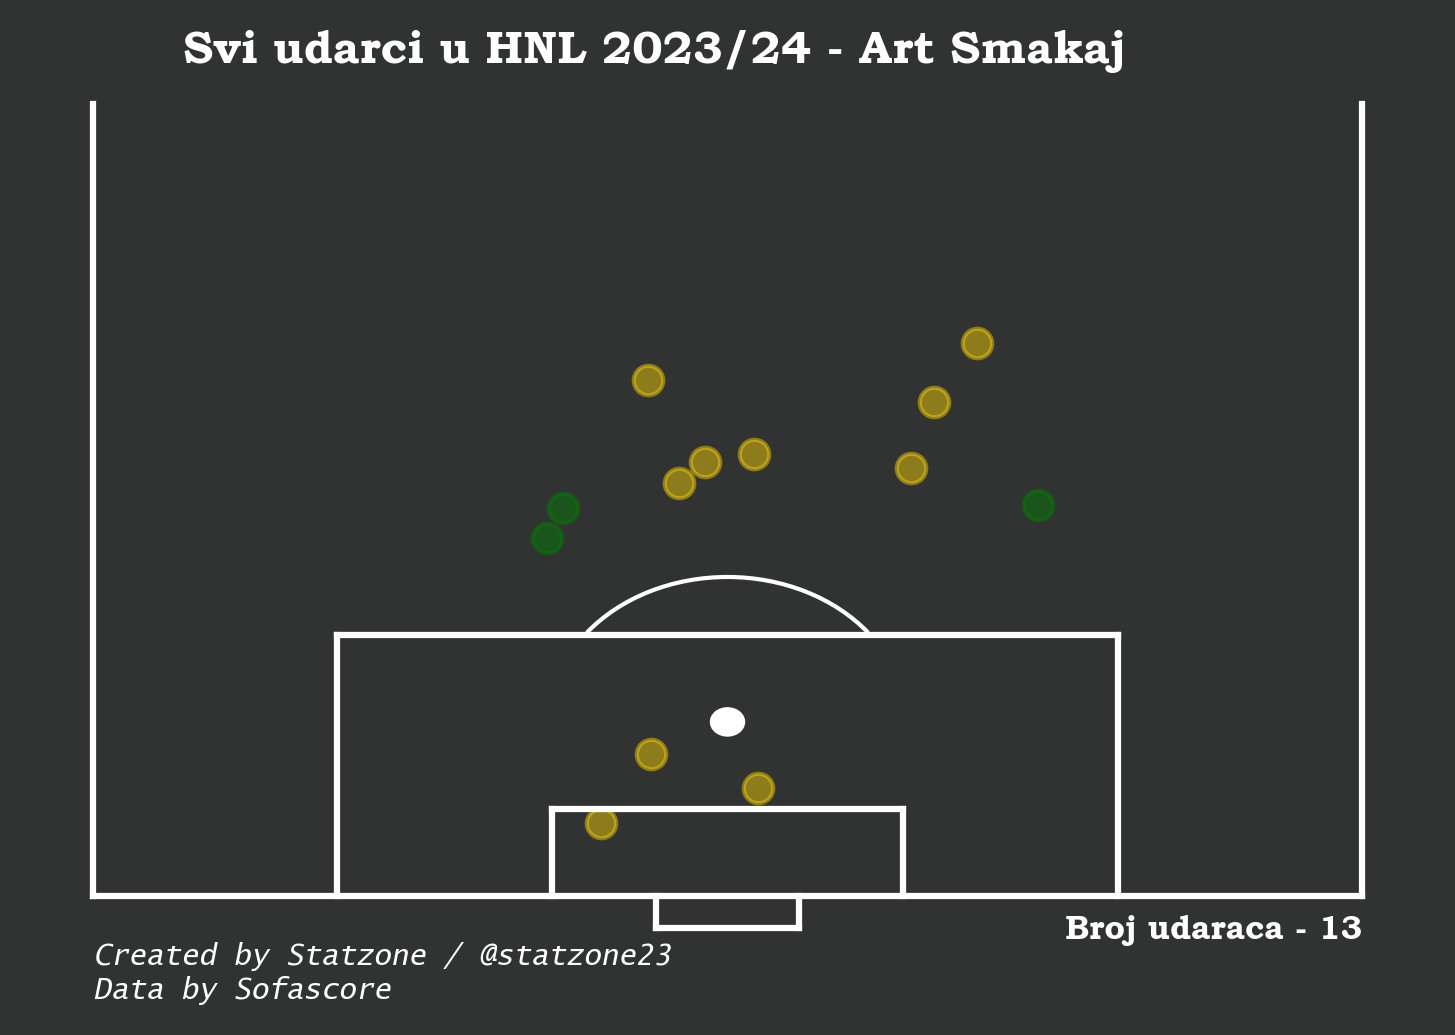 Svi udarci u HNL 2023/24 - Art Smakaj
Broj udaraca - 13
Created by Statzone / @statzone23
Data by Sofascore